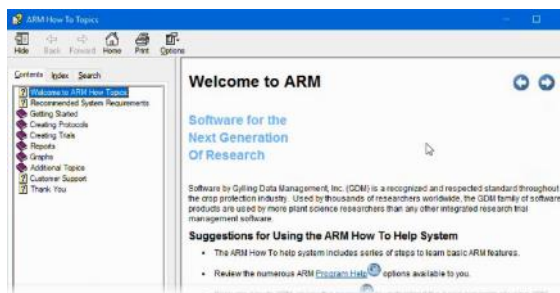 ARM How To Topics
Hide Back Forward Home Print Options
Contents Index Search
Welcome to ARM How Topics
Recommended System Requirements
Getting Started
Creating Protocols
Creating Trials
Reports
Graphs
Additional Topics
Customer Support
Thank You
Welcome to ARM
Software for the
Next Generation
Of Research
Software by Gylling Data Management, Inc. (GDM) is a recognized and respected standard throughout
the crop protection industry. Used by thousands of researchers worldwide, the GDM family of software
products are used by more plant science researchers than any other integrated research trial
management software.
Suggestions for Using the ARM How To Help System
• The ARM How To help system includes series of steps to learn basic ARM features.
• Review the numerous ARM Program Help options available to you.